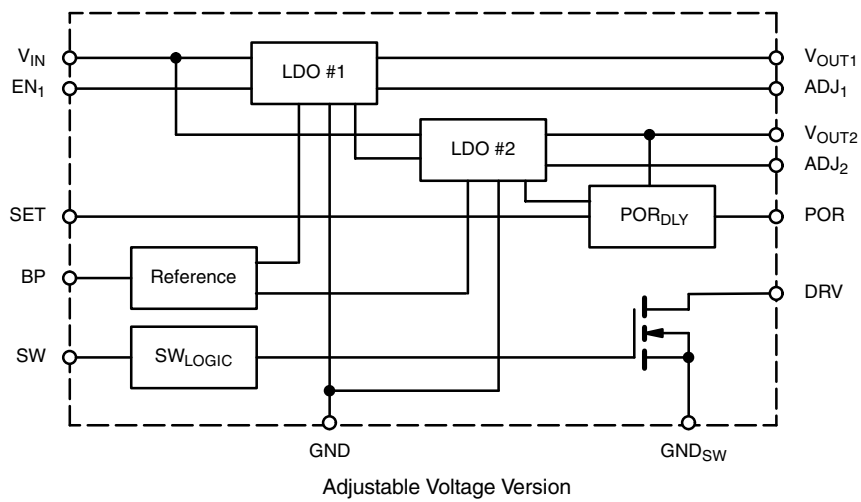 V_IN
LDO #1
V_OUT1
EN_1
ADJ_1
V_OUT2
LDO #2
ADJ_2
SET
POR_DLY
POR
BP
Reference
DRV
SW
SW_LOGIC
GND
GND_SW
Adjustable Voltage Version